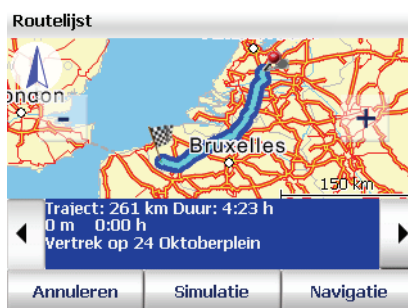 Routelijst
ondon
-
+
Bruxelles
150 km
Traject: 261 km Duur: 4:23 h
0 m 0:00 h
Vertrek op 24 Oktoberplein
Annuleren Simulatie Navigatie